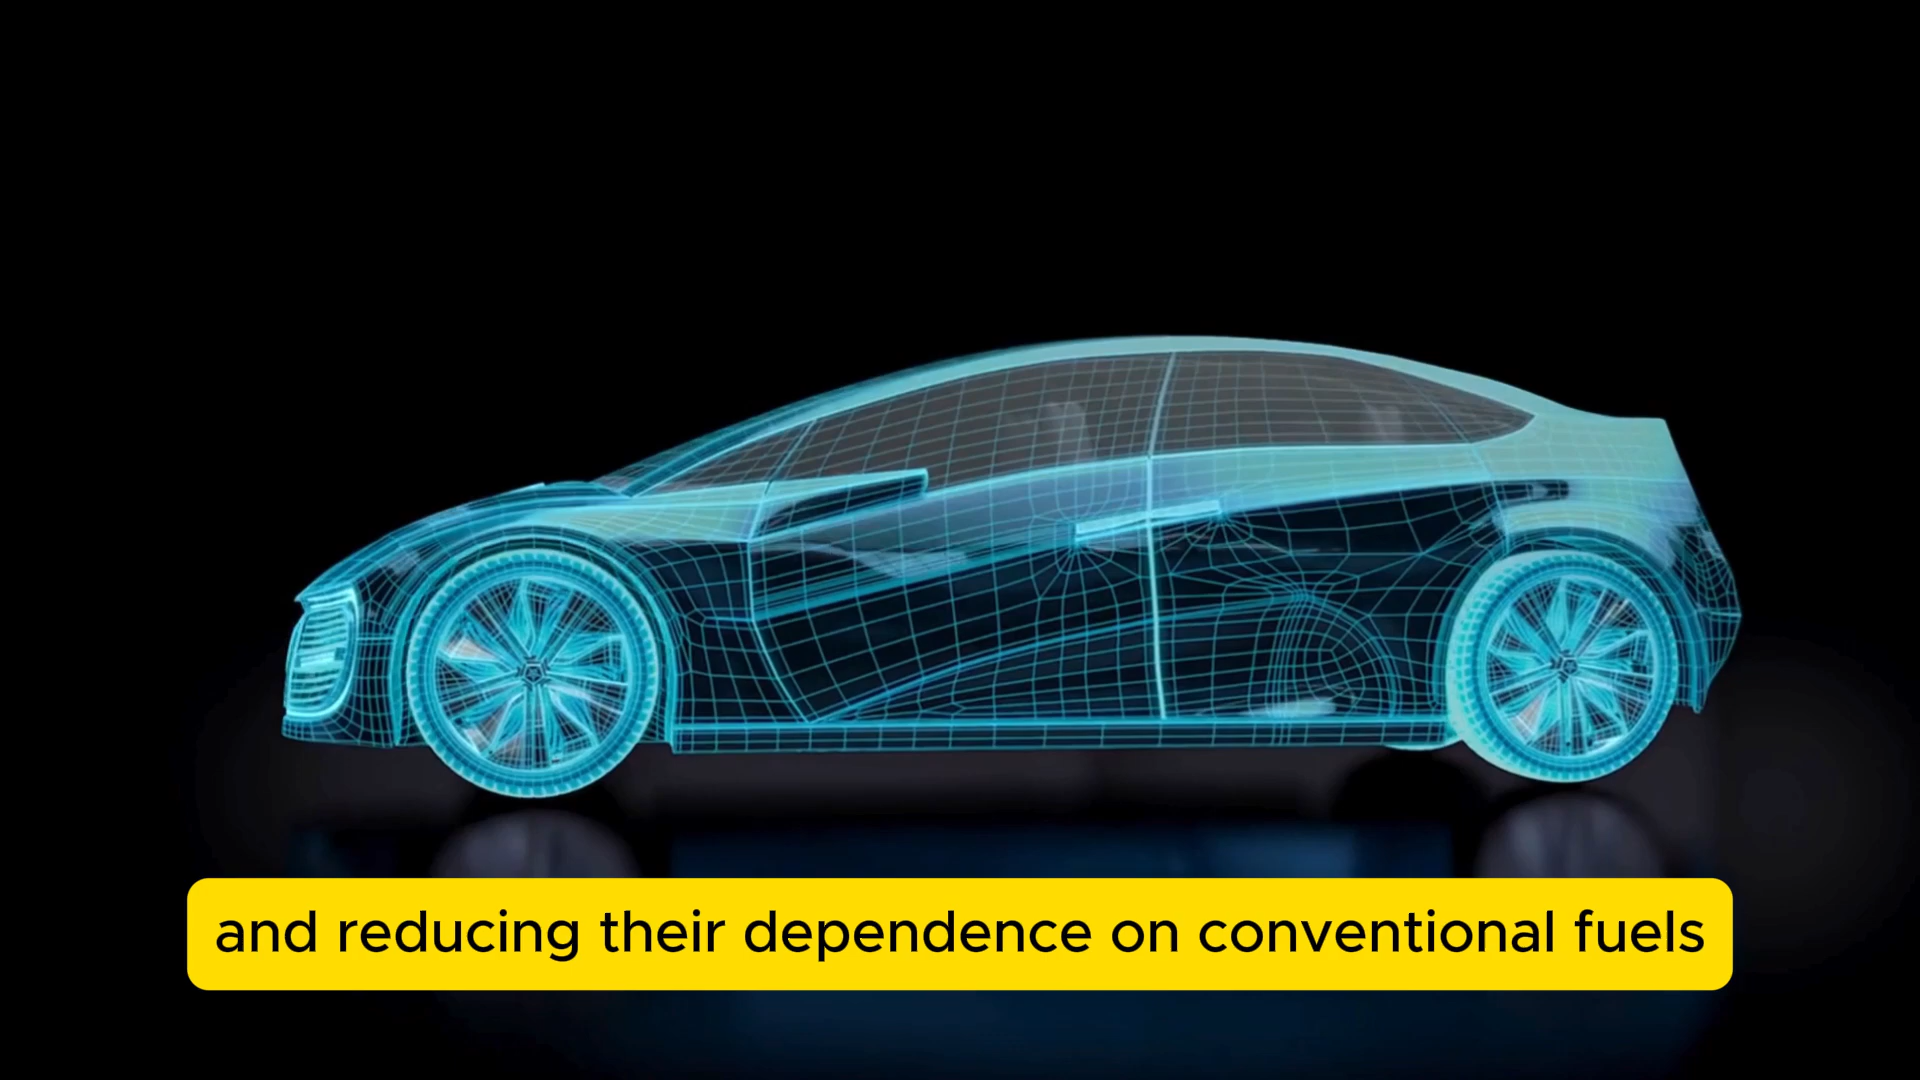 and reducing their dependence on conventional fuels